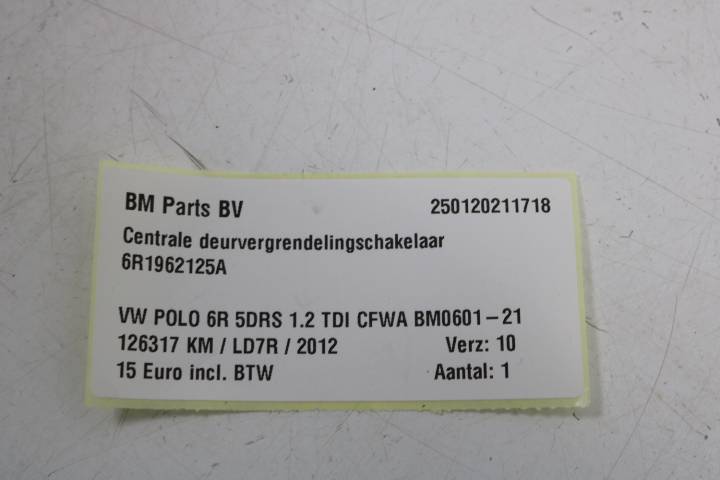 BM Parts BV 250120211718
Centrale deurvergrendelingschakelaar
6R1962125A
VW POLO 6R 5DRS 1.2 TDI CFWA BM0601-21
126317 KM / LD7R / 2012 Verz: 10
15 Euro incl. BTW Aantal: 1